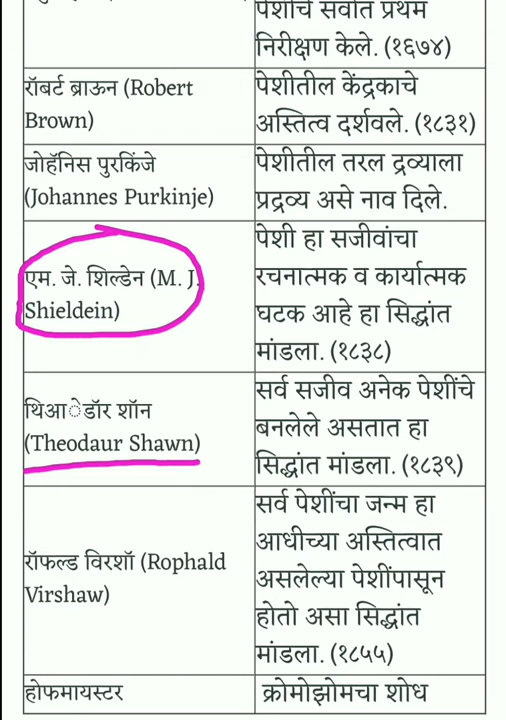 पेशींचे सर्वात प्रथम
निरीक्षण केले. (१६७४)
रॉबर्ट ब्राऊन (Robert
Brown)
पेशीतील केंद्रकाचे
अस्तित्व दर्शवले. (१८३१)
जोहॅनिस पुरकिंजे
(Johannes Purkinje)
पेशीतील तरल द्रव्याला
प्रद्रव्य असे नाव दिले.
एम. जे. शिल्डेन (M. J.
Shieldein)
पेशी हा सजीवांचा
रचनात्मक व कार्यात्मक
घटक आहे हा सिद्धांत
मांडला. (१८३८)
थिआेडॉर शॉन
(Theodaur Shawn)
सर्व सजीव अनेक पेशींचे
बनलेले असतात हा
सिद्धांत मांडला. (१८३९)
रॉफल्ड विरशॉ (Rophald
Virshaw)
सर्व पेशींचा जन्म हा
आधीच्या अस्तित्वात
असलेल्या पेशींपासून
होतो असा सिद्धांत
मांडला. (१८५५)
होफमायस्टर
क्रोमोझोमचा शोध